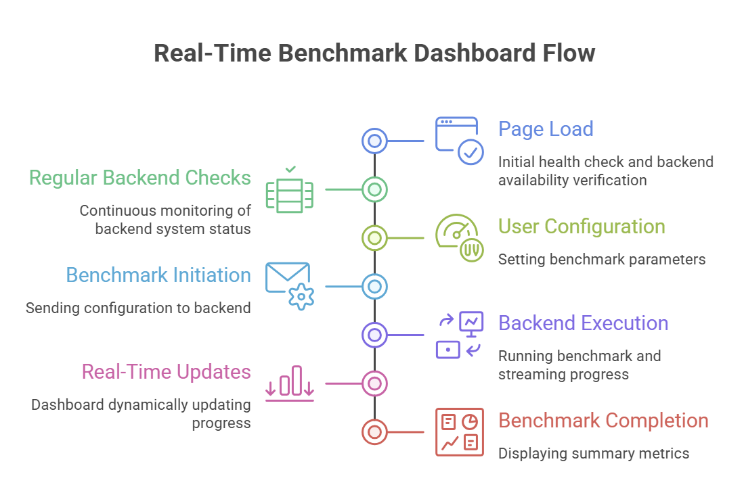 Real-Time Benchmark Dashboard Flow
Page Load
Initial health check and backend
availability verification
Regular Backend Checks
Continuous monitoring of
backend system status
User Configuration
Setting benchmark parameters
Benchmark Initiation
Sending configuration to backend
Backend Execution
Running benchmark and
streaming progress
Real-Time Updates
Dashboard dynamically updating
progress
Benchmark Completion
Displaying summary metrics